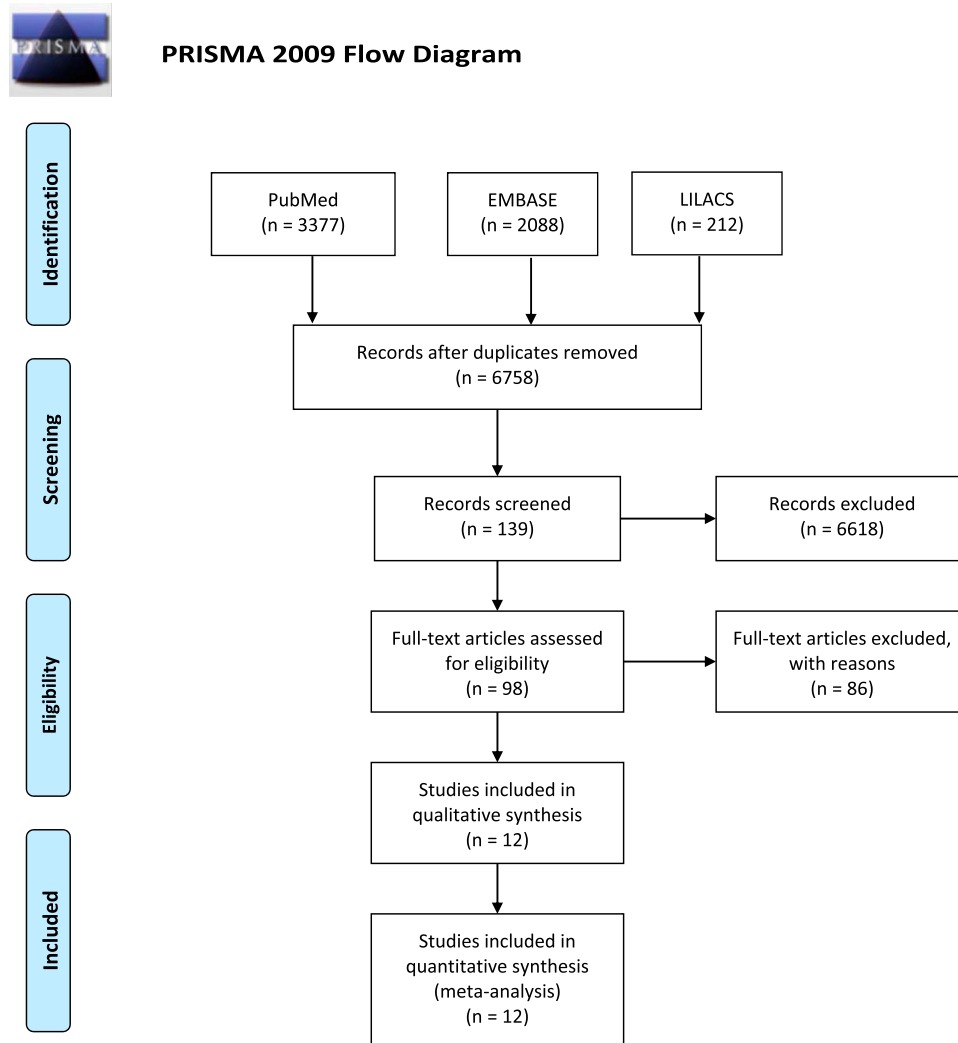 PRISMA
PRISMA 2009 Flow Diagram
Identification
PubMed
(n = 3377)
EMBASE
(n = 2088)
LILACS
(n = 212)
Records after duplicates removed
(n = 6758)
Screening
Records screened
(n = 139)
Records excluded
(n = 6618)
Eligibility
Full-text articles assessed
for eligibility
(n = 98)
Full-text articles excluded,
with reasons
(n = 86)
Studies included in
qualitative synthesis
(n = 12)
Included
Studies included in
quantitative synthesis
(meta-analysis)
(n = 12)